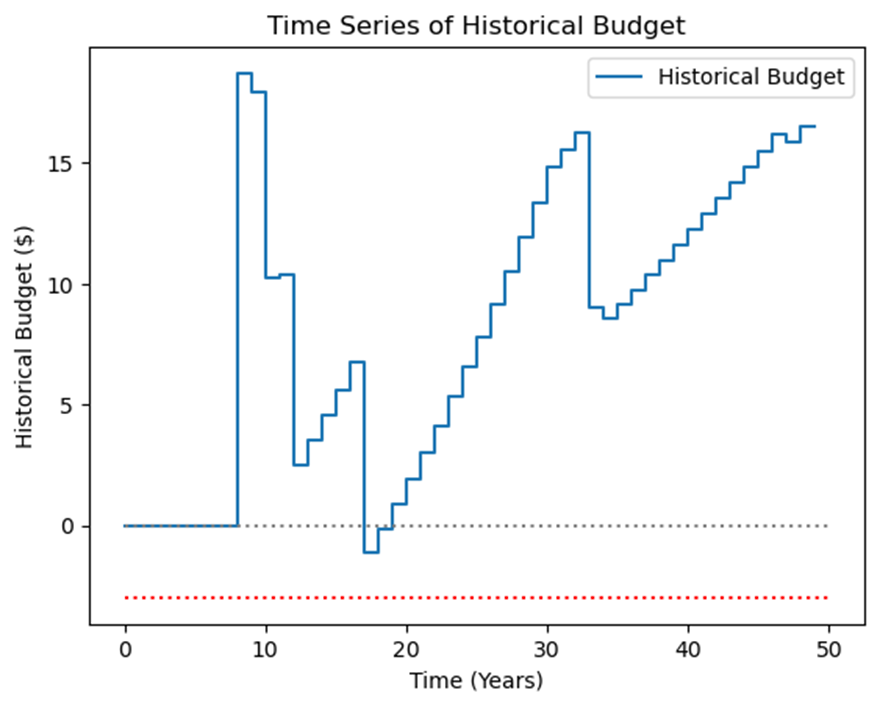 Time Series of Historical Budget
Historical Budget
Historical Budget ($)
15
10
5
0
0 10 20 30 40 50
Time (Years)